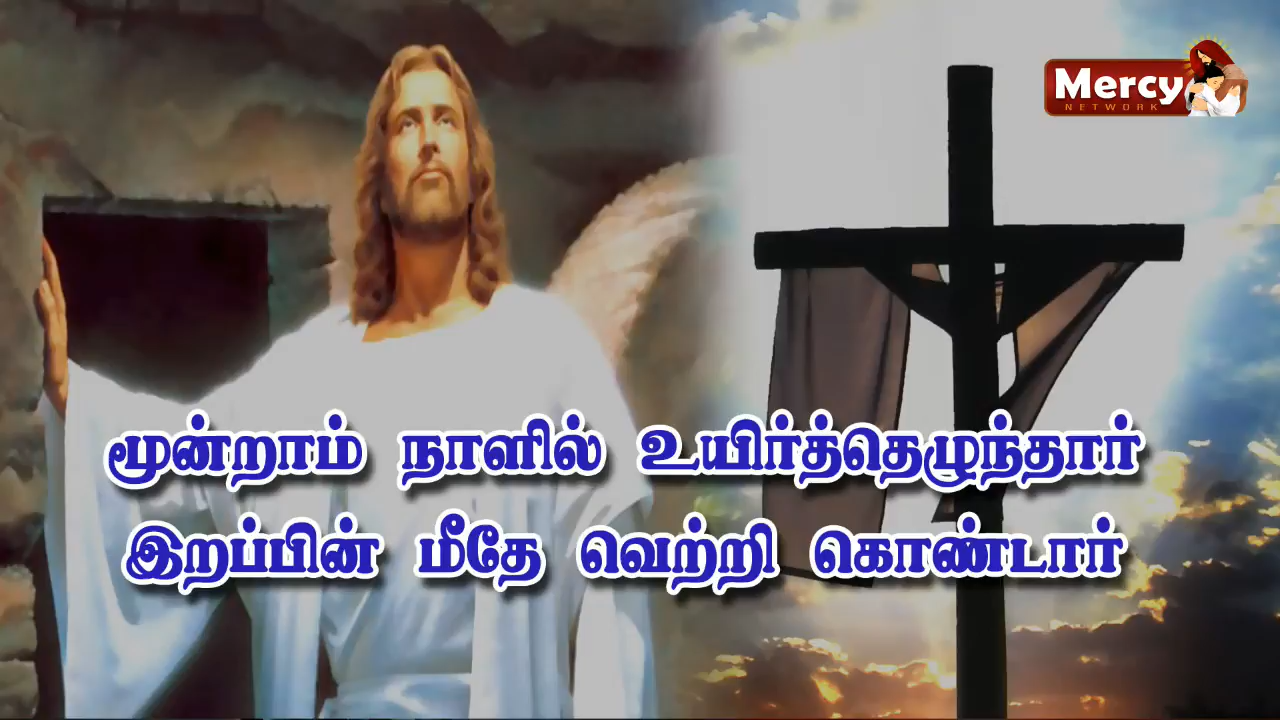 Mercy
NETWORK
மூன்றாம் நாளில் உயிர்த்தெழுந்தார்
இறப்பின் மீதே வெற்றி கொண்டார்